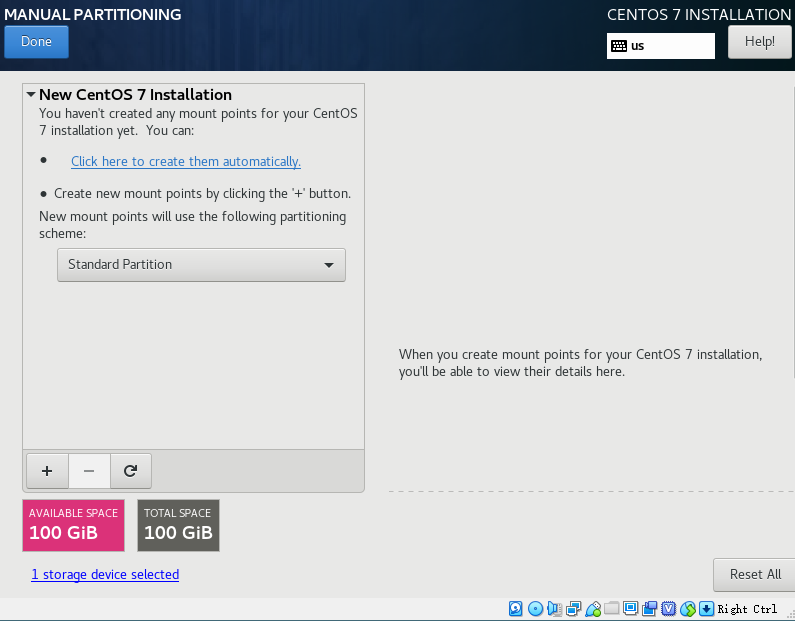 MANUAL PARTITIONING
CENTOS 7 INSTALLATION
Done
us
Help!
New CentOS 7 Installation
You haven't created any mount points for your CentOS
7 installation yet.  You can:
● Click here to create them automatically.
● Create new mount points by clicking the '+' button.
New mount points will use the following partitioning
scheme:
Standard Partition
When you create mount points for your CentOS 7 installation,
you'll be able to view their details here.
+ −
AVAILABLE SPACE
100 GiB
TOTAL SPACE
100 GiB
1 storage device selected
Reset All
Right Ctrl